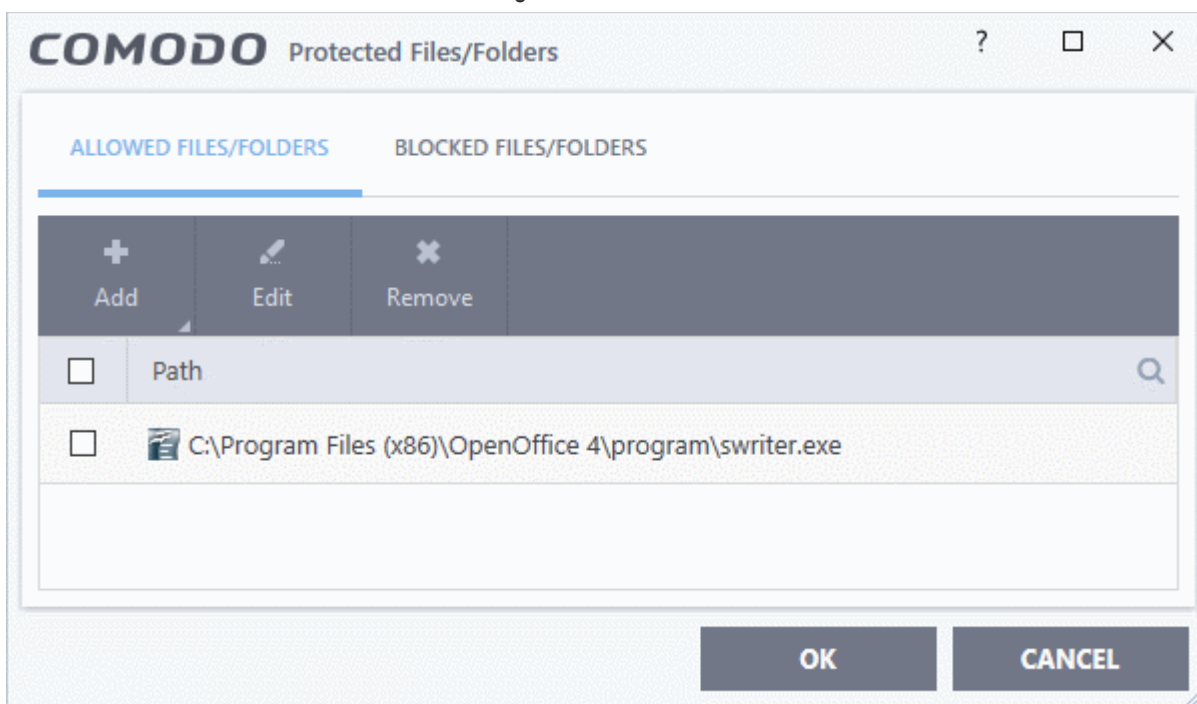 COMODO Protected Files/Folders ?
ALLOWED FILES/FOLDERS BLOCKED FILES/FOLDERS
Add Edit Remove
Path
C:\Program Files (x86)\OpenOffice 4\program\swriter.exe
OK CANCEL